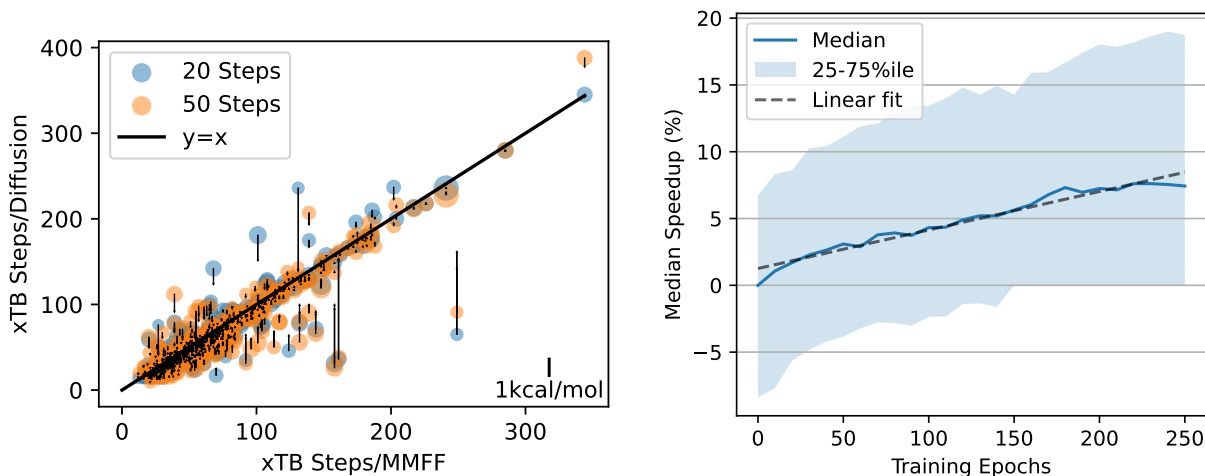 400
300
200
100
0
xTB Steps/Diffusion
20 Steps
50 Steps
y=x
1kcal/mol
0 100 200 300
xTB Steps/MMFF
20
15
10
5
0
−5
Median Speedup (%)
Median
25-75%ile
Linear fit
0 50 100 150 200 250
Training Epochs